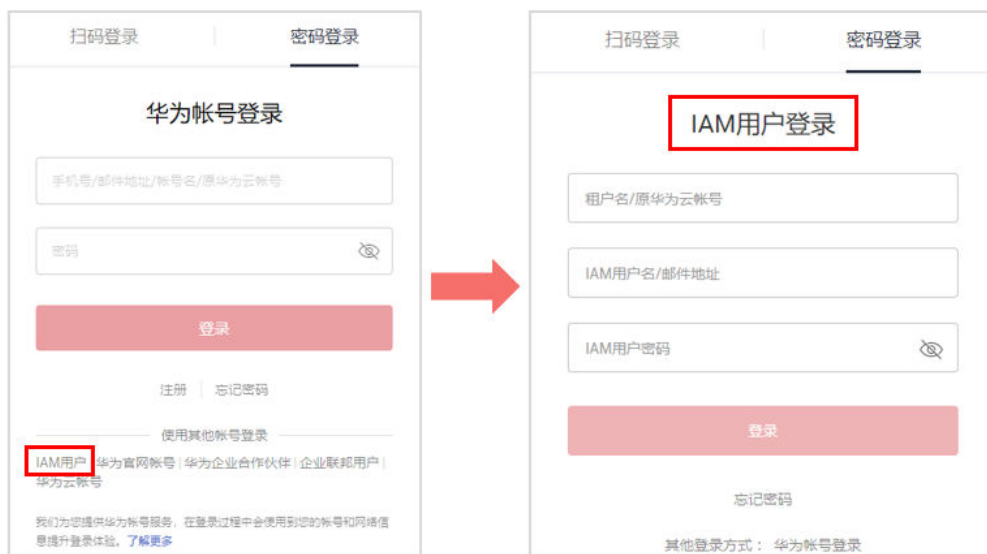 扫码登录
密码登录
华为帐号登录
手机号/邮件地址/帐号名/原华为云帐号
密码
登录
注册
忘记密码
使用其他帐号登录
IAM用户 华为官网帐号 | 华为企业合作伙伴 | 企业联邦用户 |
华为云帐号
我们为您提供华为帐号服务，在登录过程中会使用到您的帐号和网络信
息提升登录体验。了解更多
扫码登录
密码登录
IAM用户登录
租户名/原华为云帐号
IAM用户名/邮件地址
IAM用户密码
登录
忘记密码
其他登录方式： 华为帐号登录